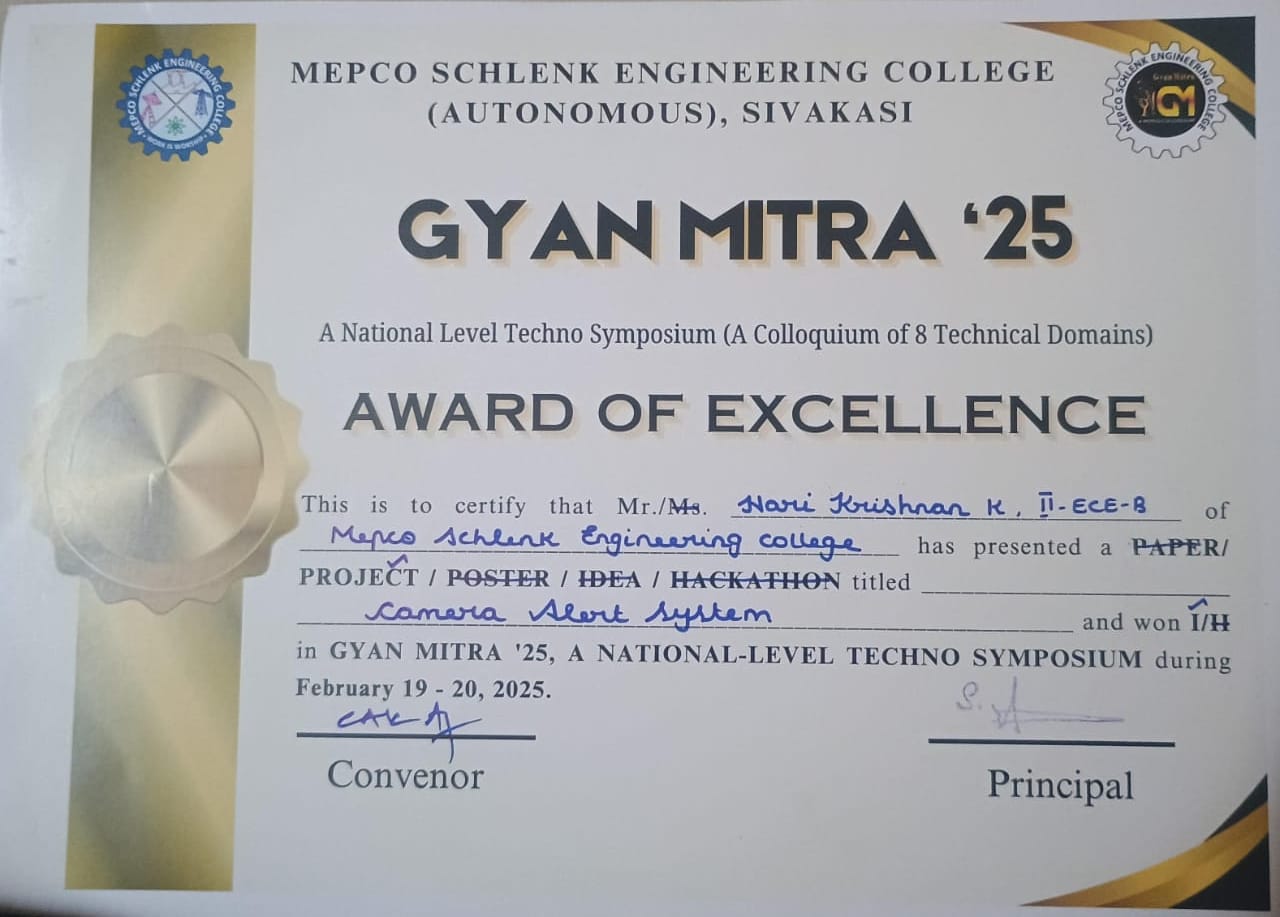 MEPCO SCHLENK ENGINEERING COLLEGE
(AUTONOMOUS), SIVAKASI
MEPCO SCHLENK ENGINEERING COLLEGE
WORK IS WORSHIP
MEPCO SCHLENK ENGINEERING COLLEGE
Gyan Mitra
GM
GYAN MITRA ‘25
A National Level Techno Symposium (A Colloquium of 8 Technical Domains)
AWARD OF EXCELLENCE
This is to certify that Mr./Ms. Hari Krishnan K, II-ECE-B of
Mepco Schlenk Engineering college has presented a PAPER/
PROJECT / POSTER / IDEA / HACKATHON titled
Camera Alert System and won I/II
in GYAN MITRA '25, A NATIONAL-LEVEL TECHNO SYMPOSIUM during
February 19 - 20, 2025.
Convenor
Principal